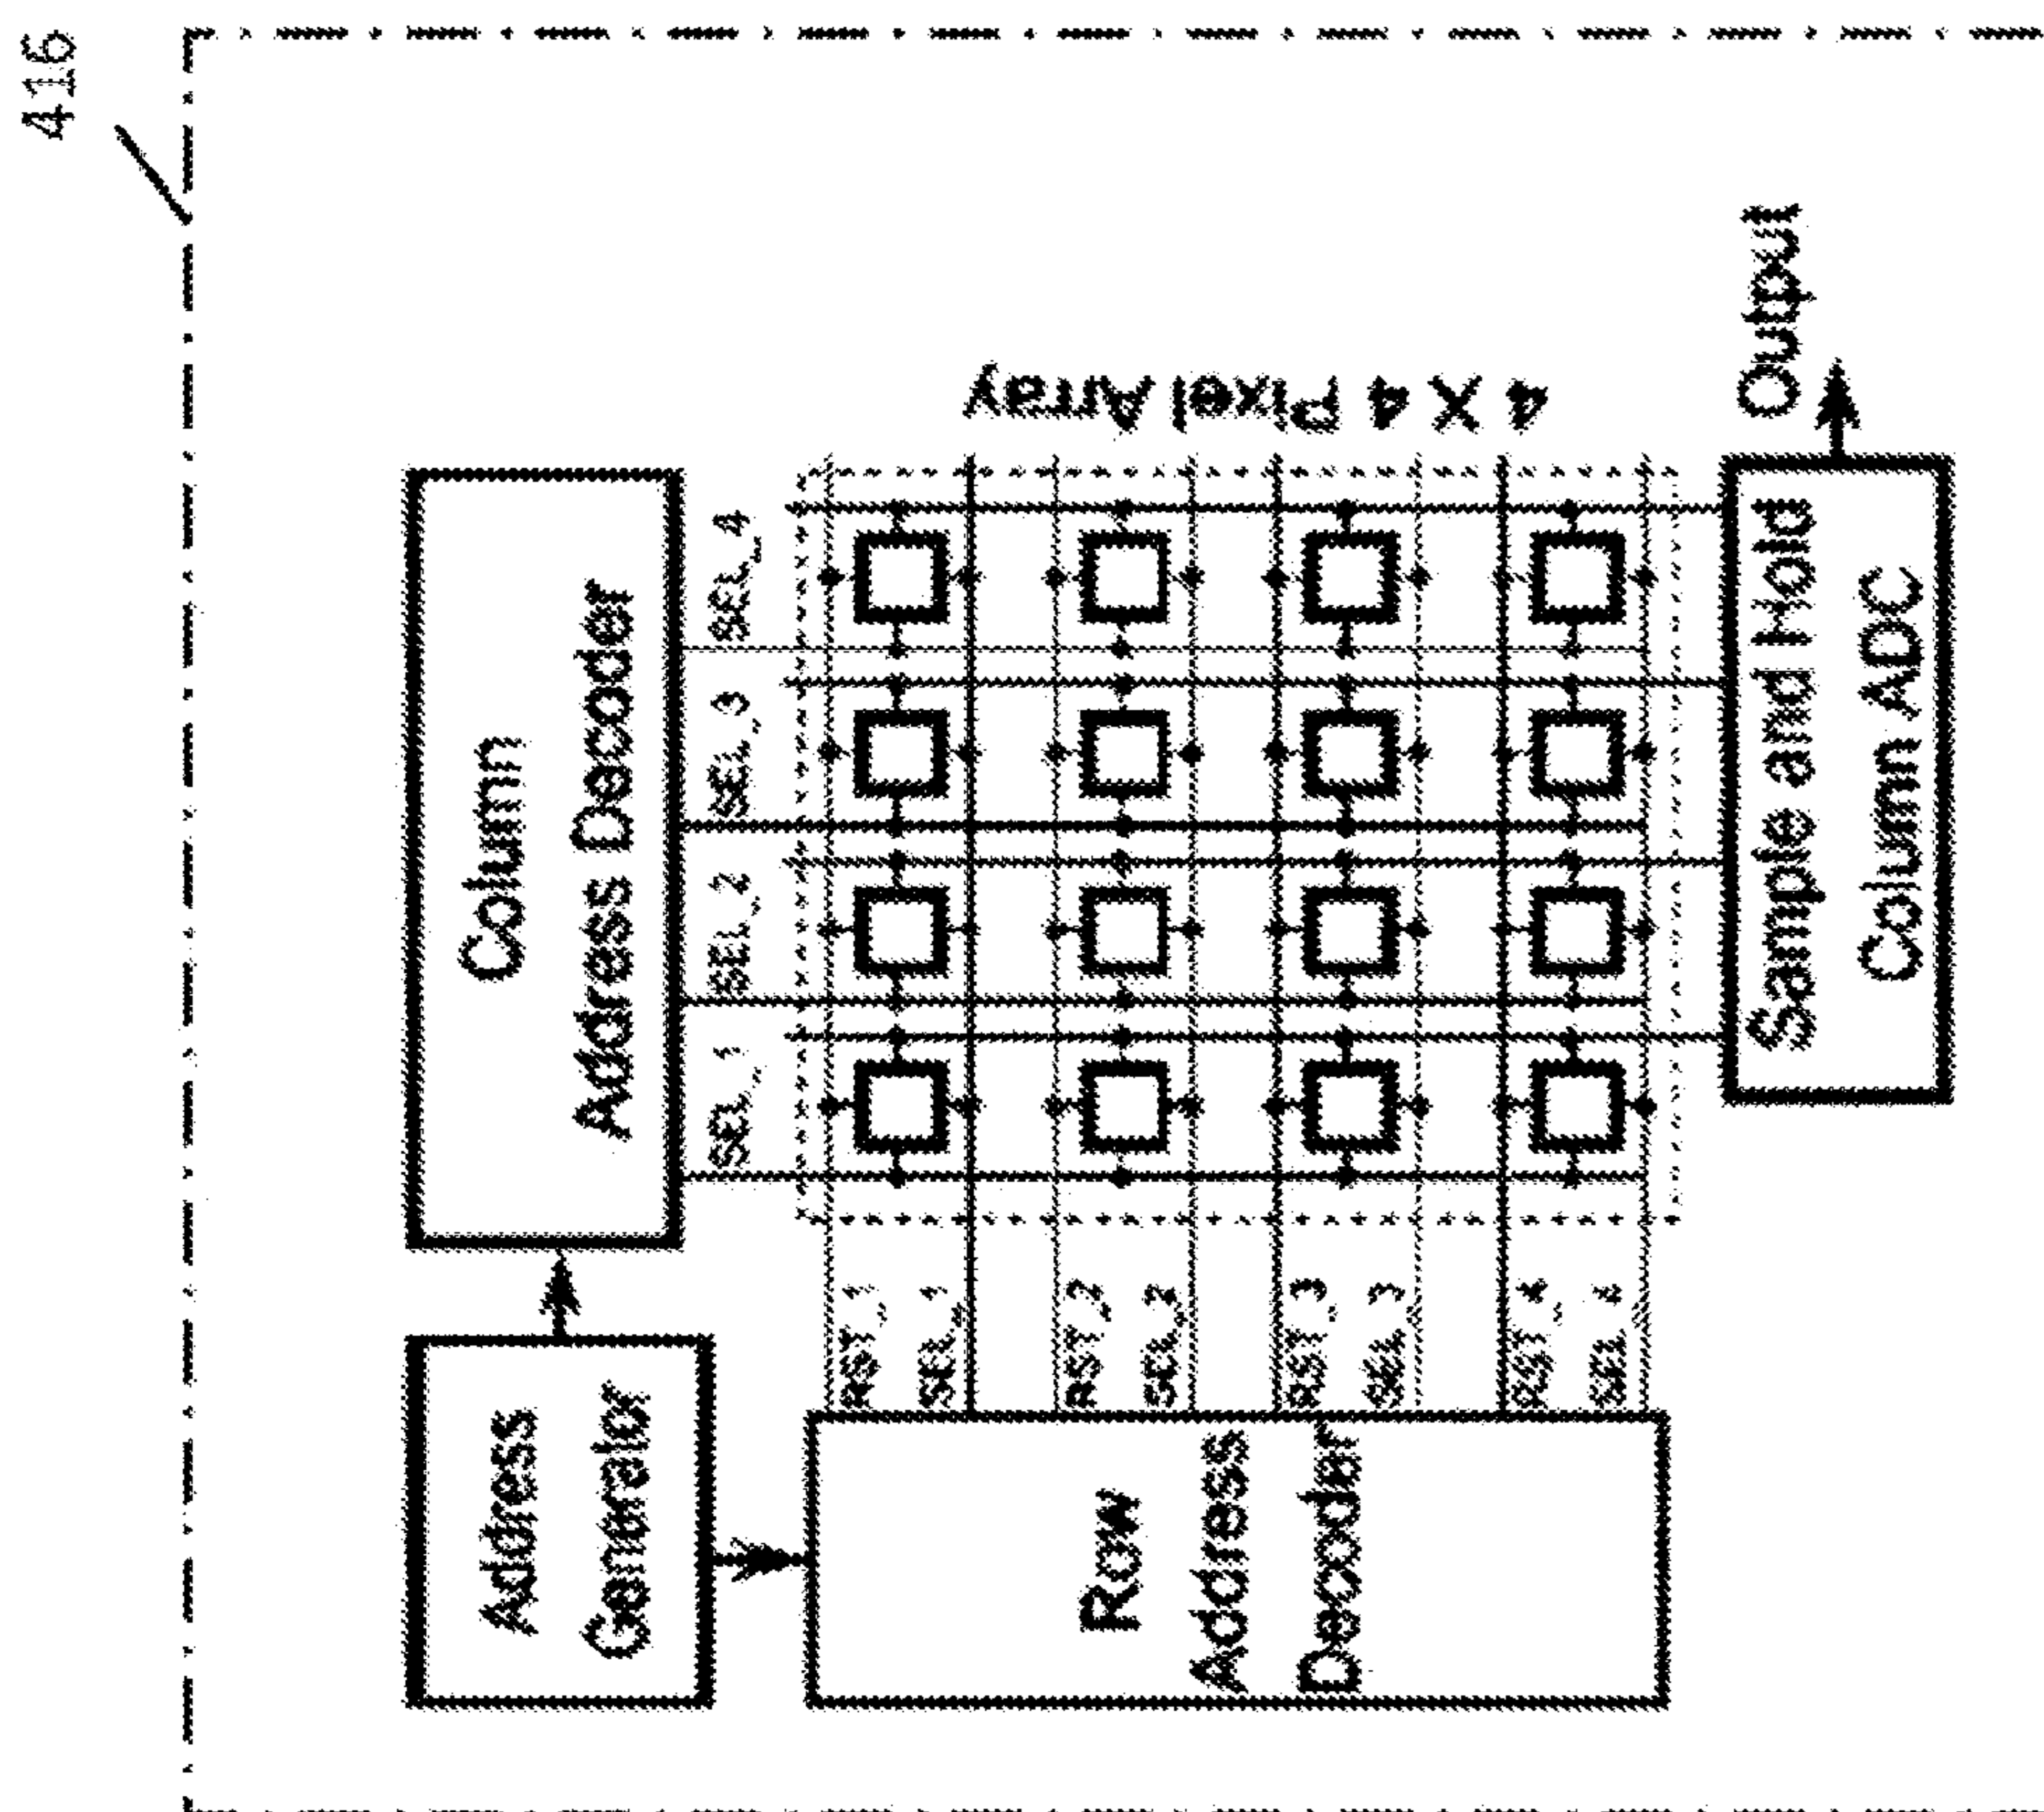 416
Address
Generator
Column
Address Decoder
SEL_1
SEL_2
SEL_3
SEL_4
Row
Address
Decoder
RST_1
SEL_1
RST_2
SEL_2
RST_3
SEL_3
RST_4
SEL_4
4 X 4 Pixel Array
Sample and Hold
Column ADC
Output